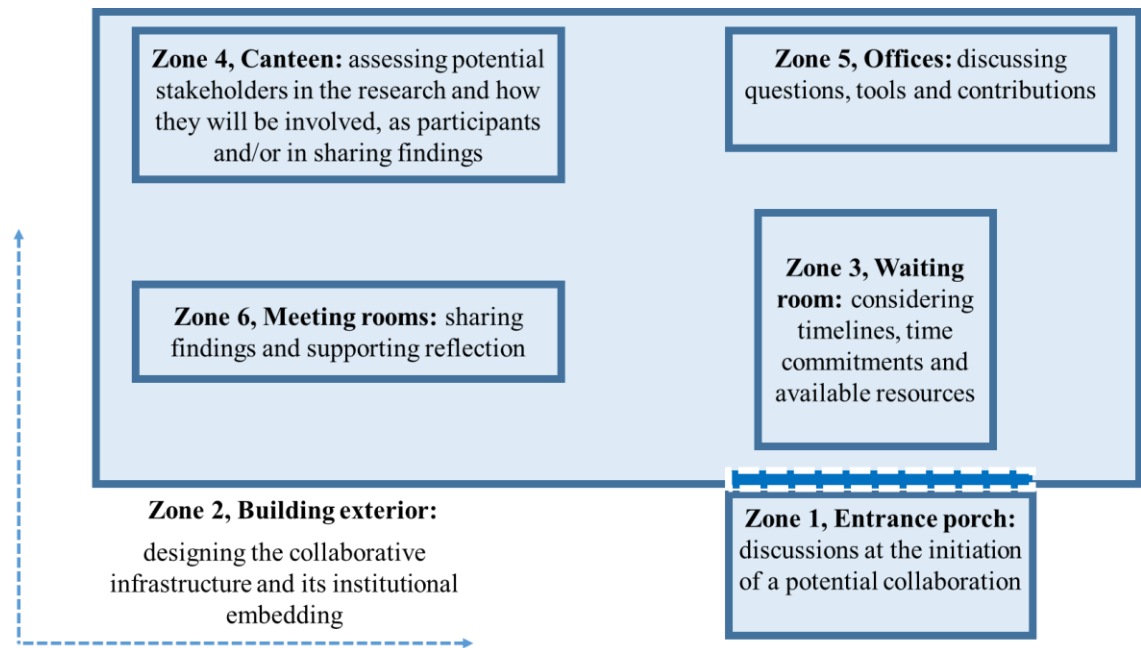 Zone 4, Canteen: assessing potential
stakeholders in the research and how
they will be involved, as participants
and/or in sharing findings
Zone 5, Offices: discussing
questions, tools and contributions
Zone 6, Meeting rooms: sharing
findings and supporting reflection
Zone 3, Waiting
room: considering
timelines, time
commitments and
available resources
Zone 2, Building exterior:
designing the collaborative
infrastructure and its institutional
embedding
Zone 1, Entrance porch:
discussions at the initiation
of a potential collaboration